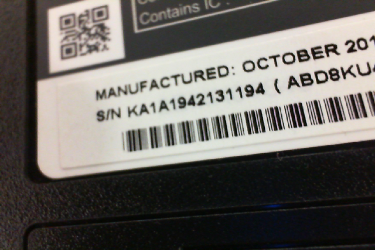 Contains IC :
MANUFACTURED: OCTOBER 201
S/N KA1A1942131194 ( ABD8KU4